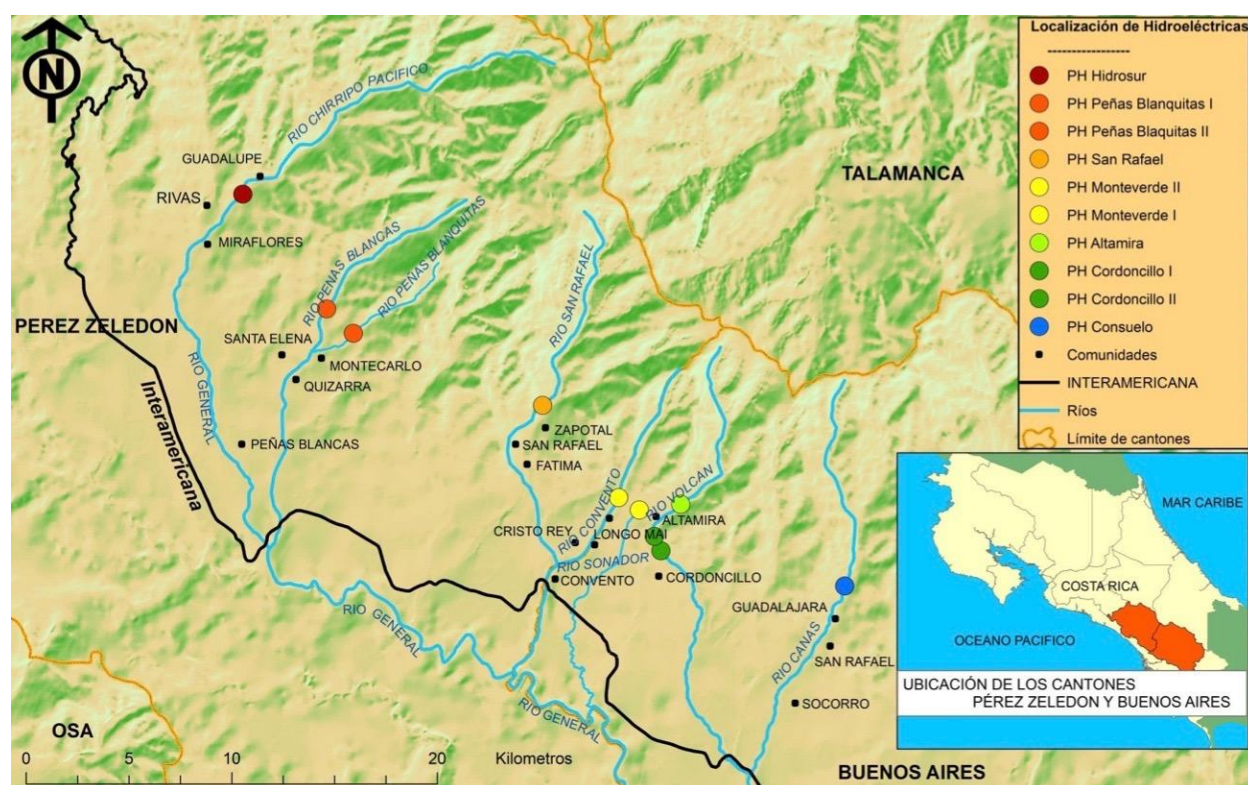 N
RIO CHIRRIPO PACIFICO
GUADALUPE
RIVAS
MIRAFLORES
TALAMANCA
RIO PEÑAS BLANCAS
RIO PEÑAS BLANQUITAS
RIO SAN RAFAEL
PEREZ ZELEDON
SANTA ELENA
MONTECARLO
QUIZARRA
RIO GENERAL
Interamericana
PEÑAS BLANCAS
ZAPOTAL
SAN RAFAEL
FATIMA
RIO CONVENTO
RIO VOLCAN
CRISTO REY
LONGO MAI
ALTAMIRA
RIO SONADOR
CONVENTO
CORDONCILLO
GUADALAJARA
SAN RAFAEL
RIO CANAS
SOCORRO
RIO GENERAL
RIO GENERAL
OSA
BUENOS AIRES
0 5 10 20 Kilometros
Localización de Hidroeléctricas
-----------------
PH Hidrosur
PH Peñas Blanquitas I
PH Peñas Blaquitas II
PH San Rafael
PH Monteverde II
PH Monteverde I
PH Altamira
PH Cordoncillo I
PH Cordoncillo II
PH Consuelo
Comunidades
INTERAMERICANA
Ríos
Límite de cantones
MAR CARIBE
COSTA RICA
OCEANO PACIFICO
UBICACIÓN DE LOS CANTONES
PÉREZ ZELEDON Y BUENOS AIRES